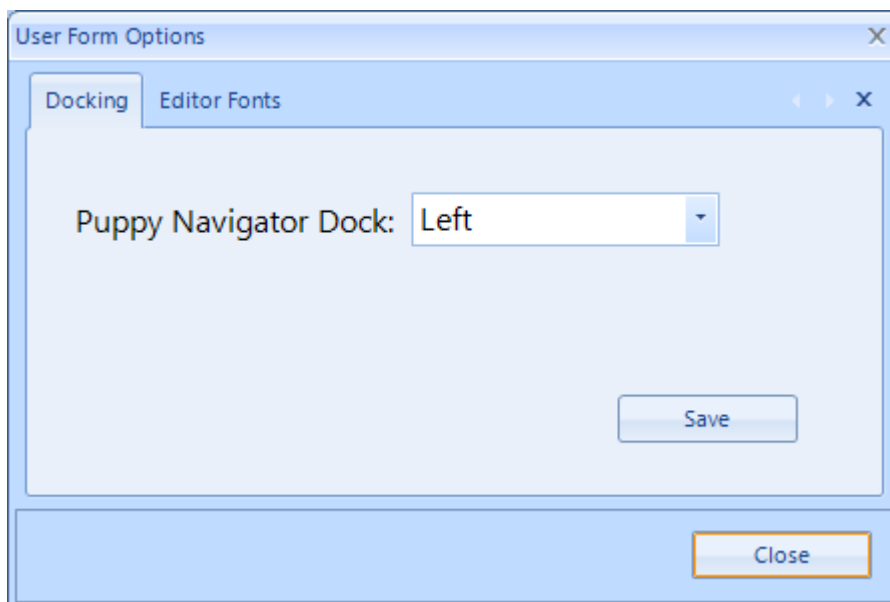 User Form Options
Docking Editor Fonts
Puppy Navigator Dock: Left
Save
Close